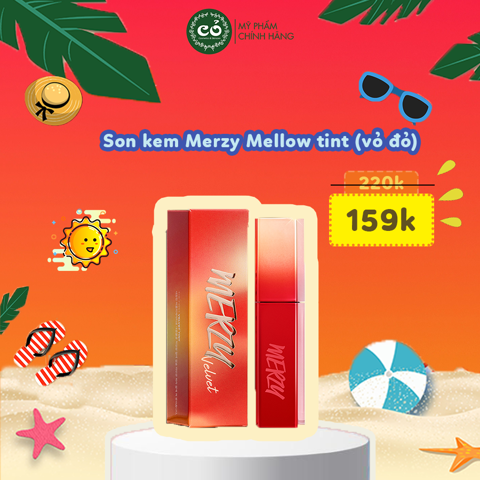 CỎ
MỸ PHẨM
CHÍNH HÃNG
Son kem Merzy Mellow tint (vỏ đỏ)
220k
159k
MERZY
Velvet
MERZY